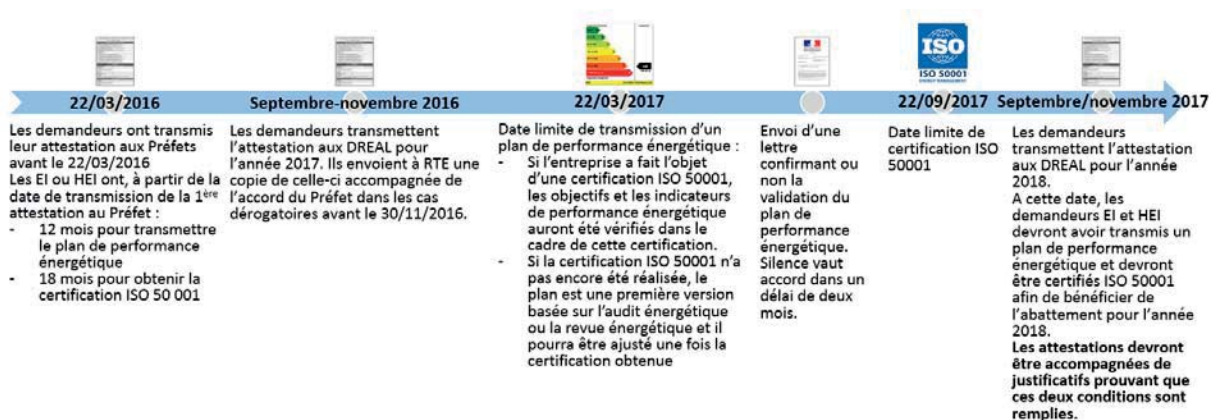 ISO
ISO 50001
22/03/2016
Les demandeurs ont transmis
leur attestation aux Préfets
avant le 22/03/2016
Les EI ou HEI ont, à partir de la
date de transmission de la 1ère
attestation au Préfet :
- 12 mois pour transmettre
le plan de performance
énergétique
- 18 mois pour obtenir la
certification ISO 50 001
Septembre-novembre 2016
Les demandeurs transmettent
l'attestation aux DREAL pour
l'année 2017. Ils envoient à RTE une
copie de celle-ci accompagnée de
l'accord du Préfet dans les cas
dérogatoires avant le 30/11/2016.
22/03/2017
Date limite de transmission d'un
plan de performance énergétique :
- Si l'entreprise a fait l'objet
d'une certification ISO 50001,
les objectifs et les indicateurs
de performance énergétique
auront été vérifiés dans le
cadre de cette certification.
- Si la certification ISO 50001 n'a
pas encore été réalisée, le
plan est une première version
basée sur l'audit énergétique
ou la revue énergétique et il
pourra être ajusté une fois la
certification obtenue
Envoi d'une
lettre
confirmant ou
non la
validation du
plan de
performance
énergétique.
Silence vaut
accord dans un
délai de deux
mois.
22/09/2017
Date limite de
certification ISO
50001
Septembre/novembre 2017
Les demandeurs
transmettent l'attestation
aux DREAL pour l'année
2018.
A cette date, les
demandeurs EI et HEI
devront avoir transmis un
plan de performance
énergétique et devront
être certifiés ISO 50001
afin de bénéficier de
l'abattement pour l'année
2018.
Les attestations devront
être accompagnées de
justificatifs prouvant que
ces deux conditions sont
remplies.